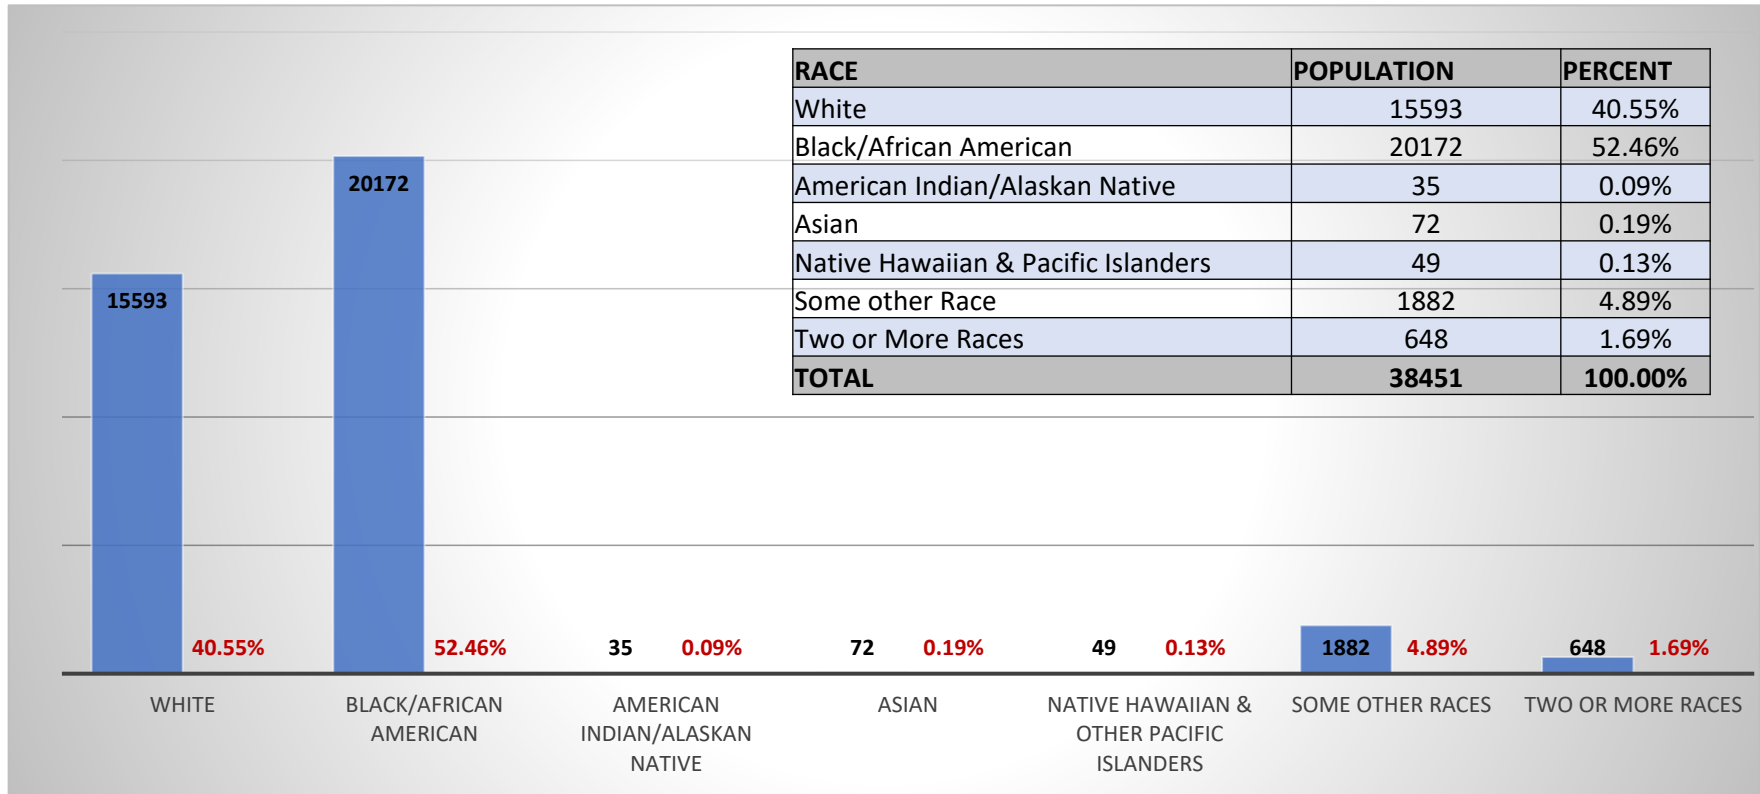 RACE POPULATION PERCENT
White 15593 40.55%
Black/African American 20172 52.46%
American Indian/Alaskan Native 35 0.09%
Asian 72 0.19%
Native Hawaiian & Pacific Islanders 49 0.13%
Some other Race 1882 4.89%
Two or More Races 648 1.69%
TOTAL 38451 100.00%
20172
15593
40.55% 52.46% 35 0.09% 72 0.19% 49 0.13% 1882 4.89% 648 1.69%
WHITE
BLACK/AFRICAN
AMERICAN
AMERICAN
INDIAN/ALASKAN
NATIVE
ASIAN
NATIVE HAWAIIAN &
OTHER PACIFIC
ISLANDERS
SOME OTHER RACES
TWO OR MORE RACES